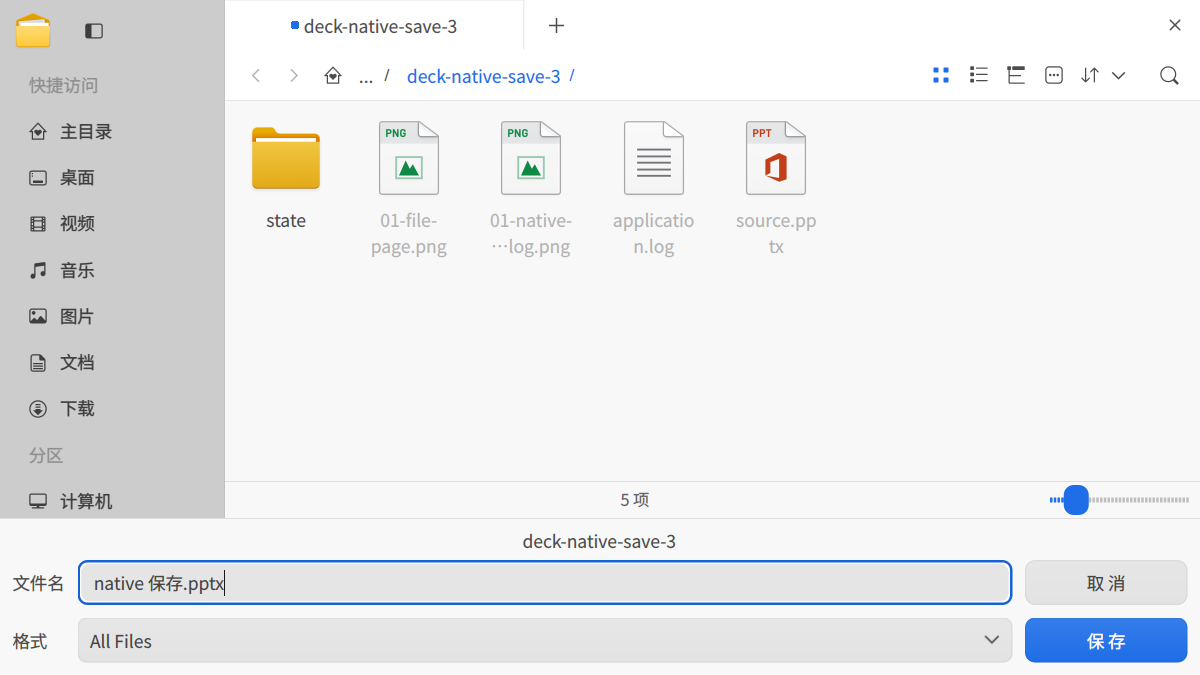 deck-native-save-3
... / deck-native-save-3 /
快捷访问
主目录
桌面
视频
音乐
图片
文档
下载
分区
计算机
PNG
01-file-
page.png
PNG
01-native-
⋯log.png
applicatio
n.log
PPT
source.pp
tx
state
5 项
deck-native-save-3
文件名 native 保存.pptx 取 消
格式 All Files 保 存